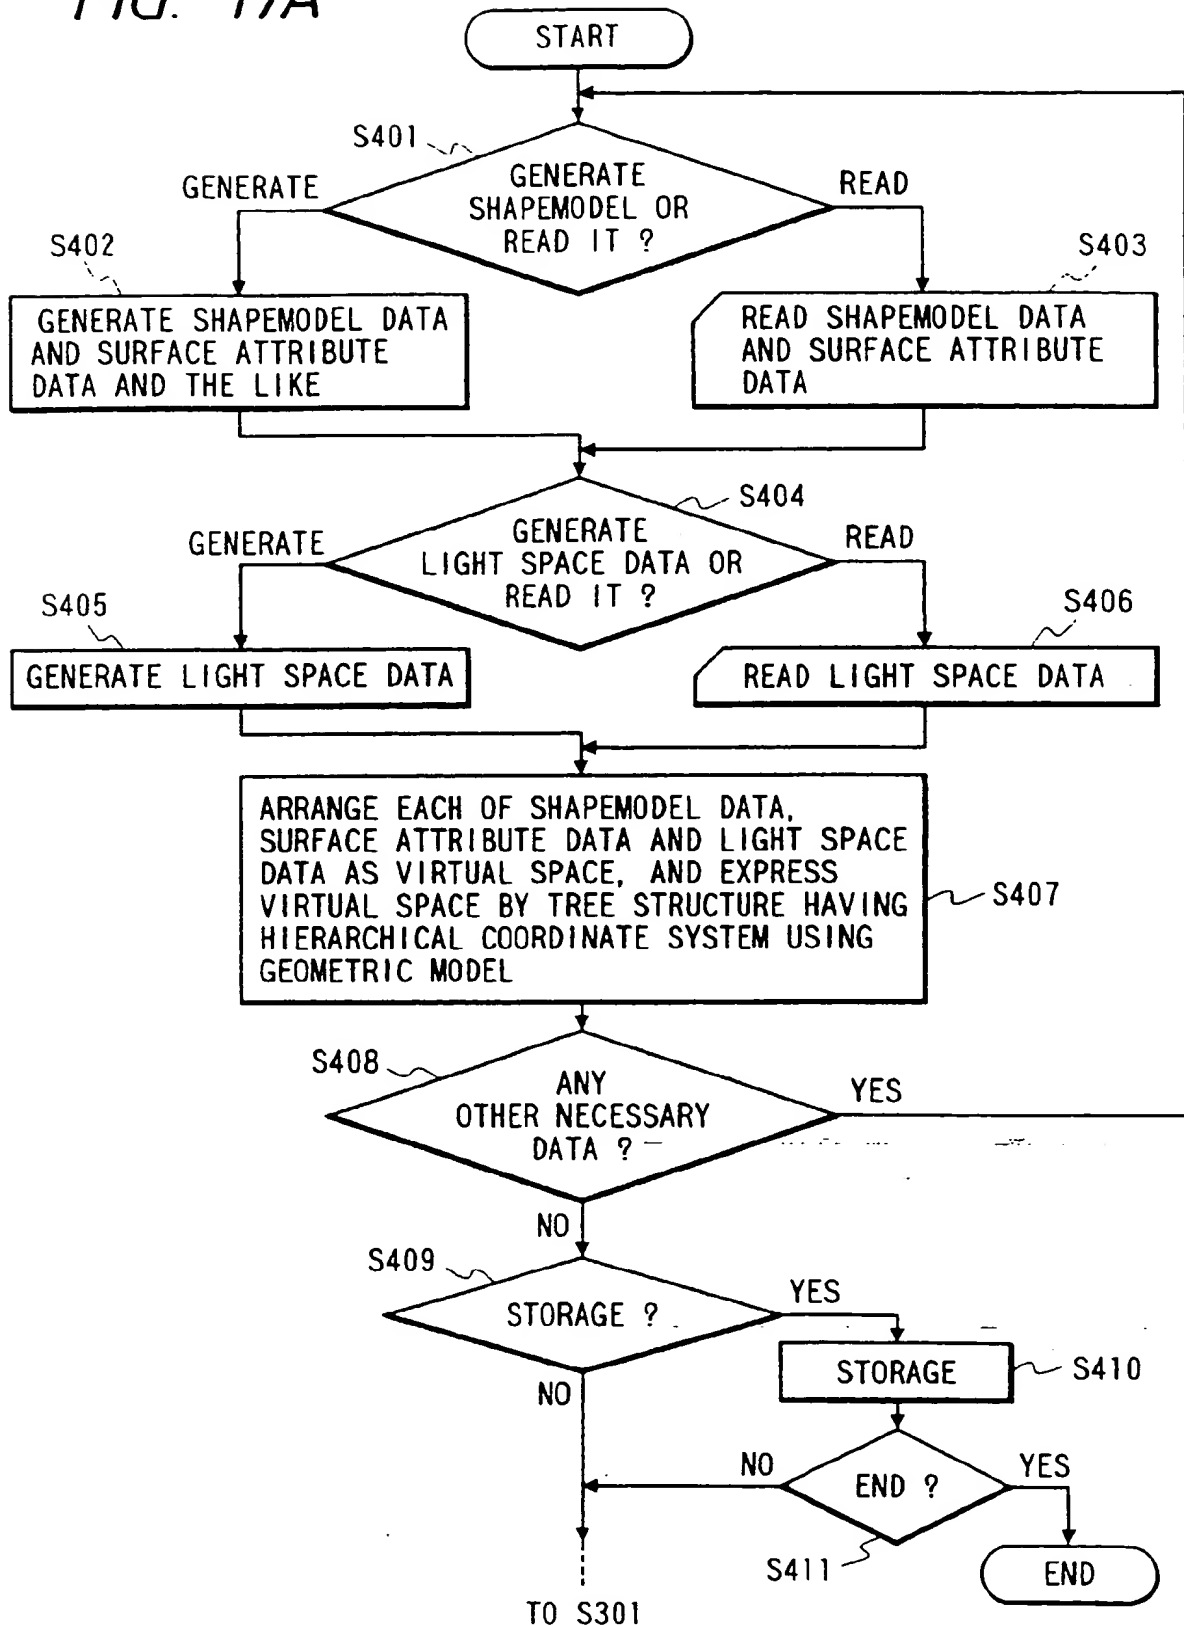 FIG. 17A
START
S401
GENERATE
GENERATE
SHAPEMODEL OR
READ IT ?
READ
S402
S403
GENERATE SHAPEMODEL DATA
AND SURFACE ATTRIBUTE
DATA AND THE LIKE
READ SHAPEMODEL DATA
AND SURFACE ATTRIBUTE
DATA
S404
GENERATE
GENERATE
LIGHT SPACE DATA OR
READ IT ?
READ
S405
S406
GENERATE LIGHT SPACE DATA
READ LIGHT SPACE DATA
ARRANGE EACH OF SHAPEMODEL DATA,
SURFACE ATTRIBUTE DATA AND LIGHT SPACE
DATA AS VIRTUAL SPACE, AND EXPRESS
VIRTUAL SPACE BY TREE STRUCTURE HAVING
HIERARCHICAL COORDINATE SYSTEM USING
GEOMETRIC MODEL
S407
S408
ANY
OTHER NECESSARY
DATA ?
YES
NO
S409
STORAGE ?
YES
STORAGE
S410
NO
NO
END ?
YES
S411
END
TO S301